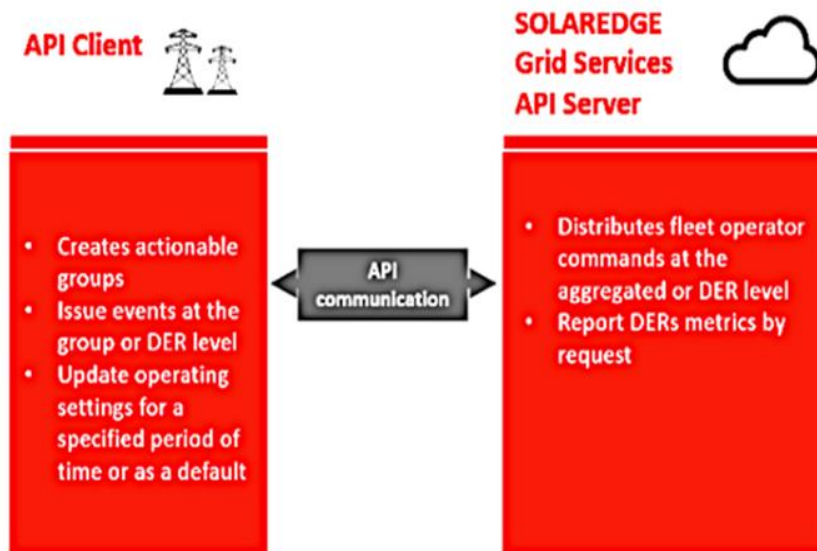 API Client
SOLAREDGE
Grid Services
API Server
• Creates actionable
groups
• Issue events at the
group or DER level
• Update operating
settings for a
specified period of
time or as a default
API
communication
• Distributes fleet operator
commands at the
aggregated or DER level
• Report DERs metrics by
request